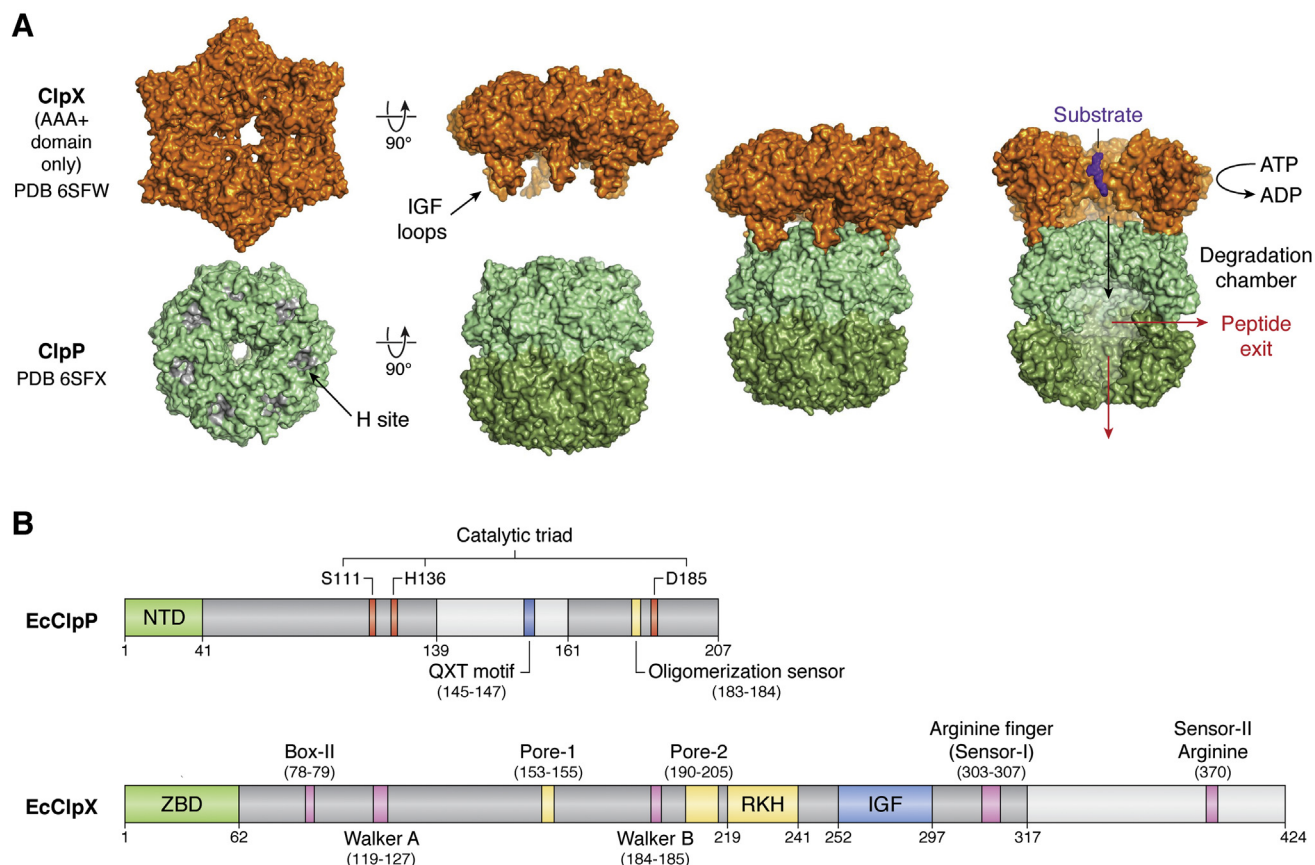 A
ClpX
(AAA+
domain
only)
PDB 6SFW
90°
IGF
loops
Substrate
ATP
ADP
Degradation
chamber
Peptide
exit
ClpP
PDB 6SFX
90°
H site
B
Catalytic triad
S111 H136 D185
EcClpP
NTD
1 41 139 161 207
QXT motif Oligomerization sensor
(145-147) (183-184)
Arginine finger Sensor-II
Box-II Pore-1 Pore-2 (Sensor-I) Arginine
(78-79) (153-155) (190-205) (303-307) (370)
EcClpX
ZBD RKH IGF
1 62 219 241 252 297 317 424
Walker A Walker B
(119-127) (184-185)